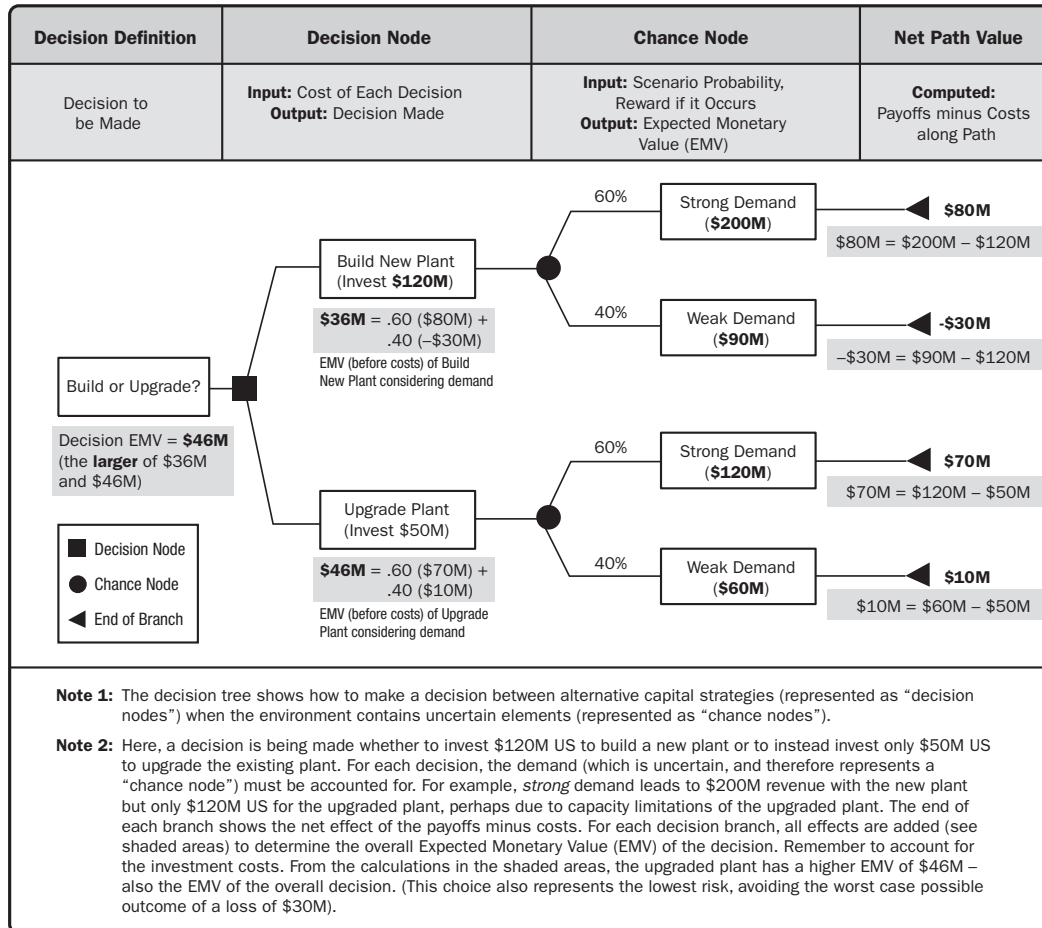 Decision Definition
Decision Node
Chance Node
Net Path Value
Decision to
be Made
Input: Cost of Each Decision
Output: Decision Made
Input: Scenario Probability,
Reward if it Occurs
Output: Expected Monetary
Value (EMV)
Computed:
Payoffs minus Costs
along Path
Build or Upgrade?
Decision EMV = $46M
(the larger of $36M
and $46M)
Build New Plant
(Invest $120M)
$36M = .60 ($80M) +
.40 (–$30M)
EMV (before costs) of Build
New Plant considering demand
60%
Strong Demand
($200M)
$80M
$80M = $200M – $120M
40%
Weak Demand
($90M)
-$30M
–$30M = $90M – $120M
Upgrade Plant
(Invest $50M)
$46M = .60 ($70M) +
.40 ($10M)
EMV (before costs) of Upgrade
Plant considering demand
60%
Strong Demand
($120M)
$70M
$70M = $120M – $50M
40%
Weak Demand
($60M)
$10M
$10M = $60M – $50M
Decision Node
Chance Node
End of Branch
Note 1: The decision tree shows how to make a decision between alternative capital strategies (represented as “decision
nodes”) when the environment contains uncertain elements (represented as “chance nodes”).
Note 2: Here, a decision is being made whether to invest $120M US to build a new plant or to instead invest only $50M US
to upgrade the existing plant. For each decision, the demand (which is uncertain, and therefore represents a
“chance node”) must be accounted for. For example, strong demand leads to $200M revenue with the new plant
but only $120M US for the upgraded plant, perhaps due to capacity limitations of the upgraded plant. The end of
each branch shows the net effect of the payoffs minus costs. For each decision branch, all effects are added (see
shaded areas) to determine the overall Expected Monetary Value (EMV) of the decision. Remember to account for
the investment costs. From the calculations in the shaded areas, the upgraded plant has a higher EMV of $46M –
also the EMV of the overall decision. (This choice also represents the lowest risk, avoiding the worst case possible
outcome of a loss of $30M).